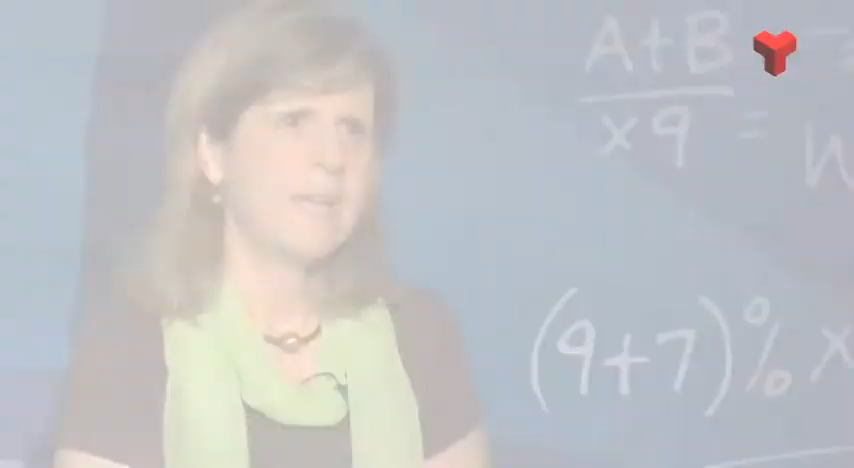 A+B
x9 =
(9+7)% x